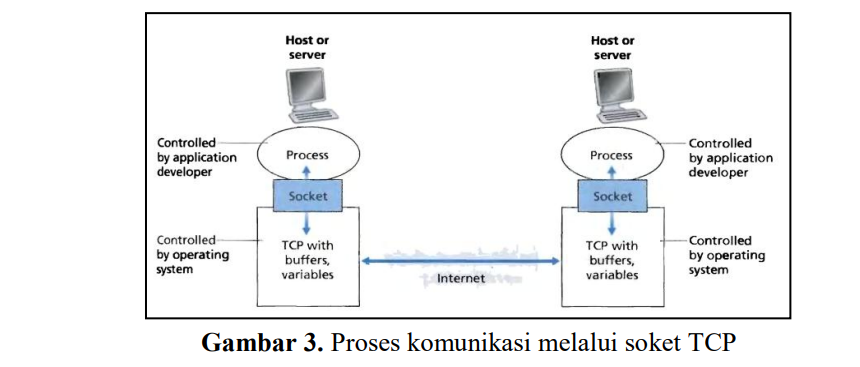 Host or
server
Host or
server
Controlled
by application
developer
Process
Process
Controlled
by application
developer
Socket
Socket
Controlled
by operating
system
TCP with
buffers,
variables
Internet
TCP with
buffers,
variables
Controlled
by operating
system
Gambar 3. Proses komunikasi melalui soket TCP